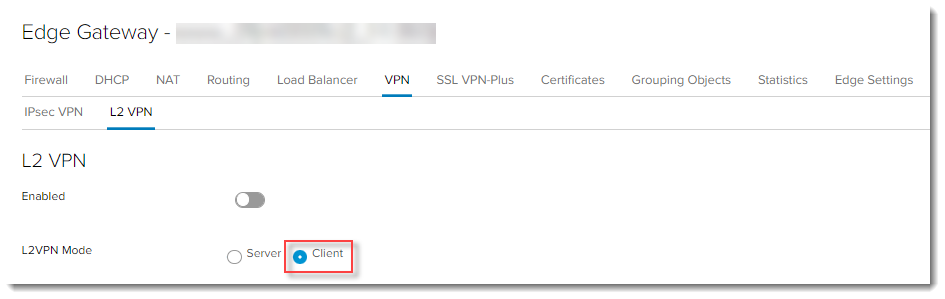 Edge Gateway -
Firewall DHCP NAT Routing Load Balancer VPN SSL VPN-Plus Certificates Grouping Objects Statistics Edge Settings
IPsec VPN L2 VPN
L2 VPN
Enabled
L2VPN Mode Server Client